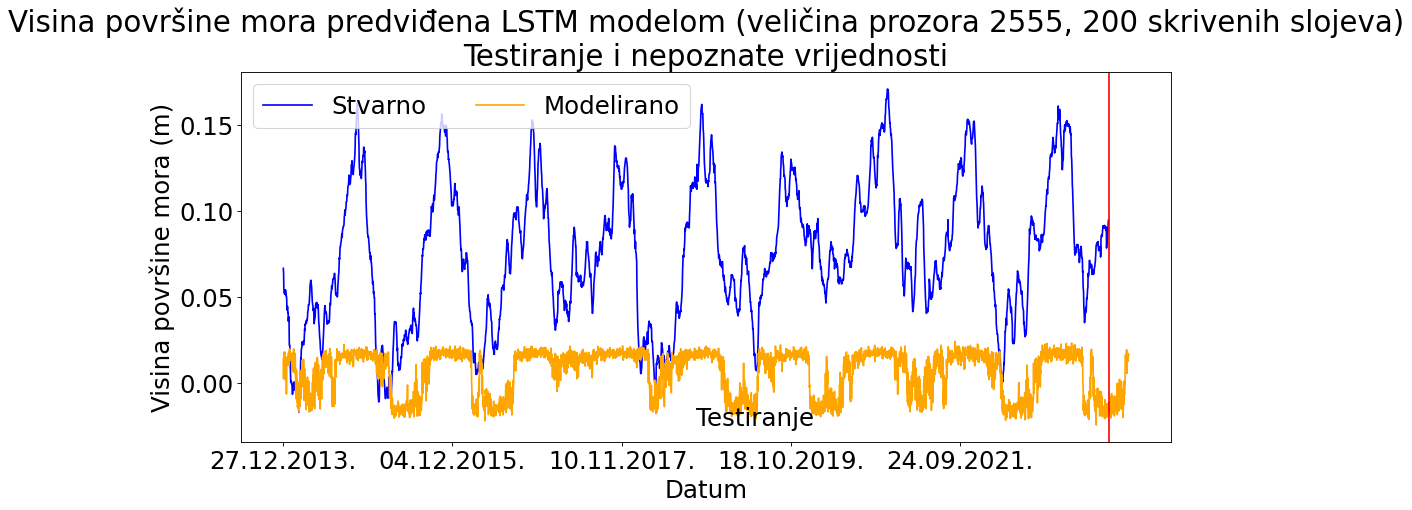 Visina površine mora predviđena LSTM modelom (veličina prozora 2555, 200 skrivenih slojeva)
Testiranje i nepoznate vrijednosti
Stvarno Modelirano
Visina površine mora (m)
0.15
0.10
0.05
0.00
Testiranje
27.12.2013. 04.12.2015. 10.11.2017. 18.10.2019. 24.09.2021.
Datum